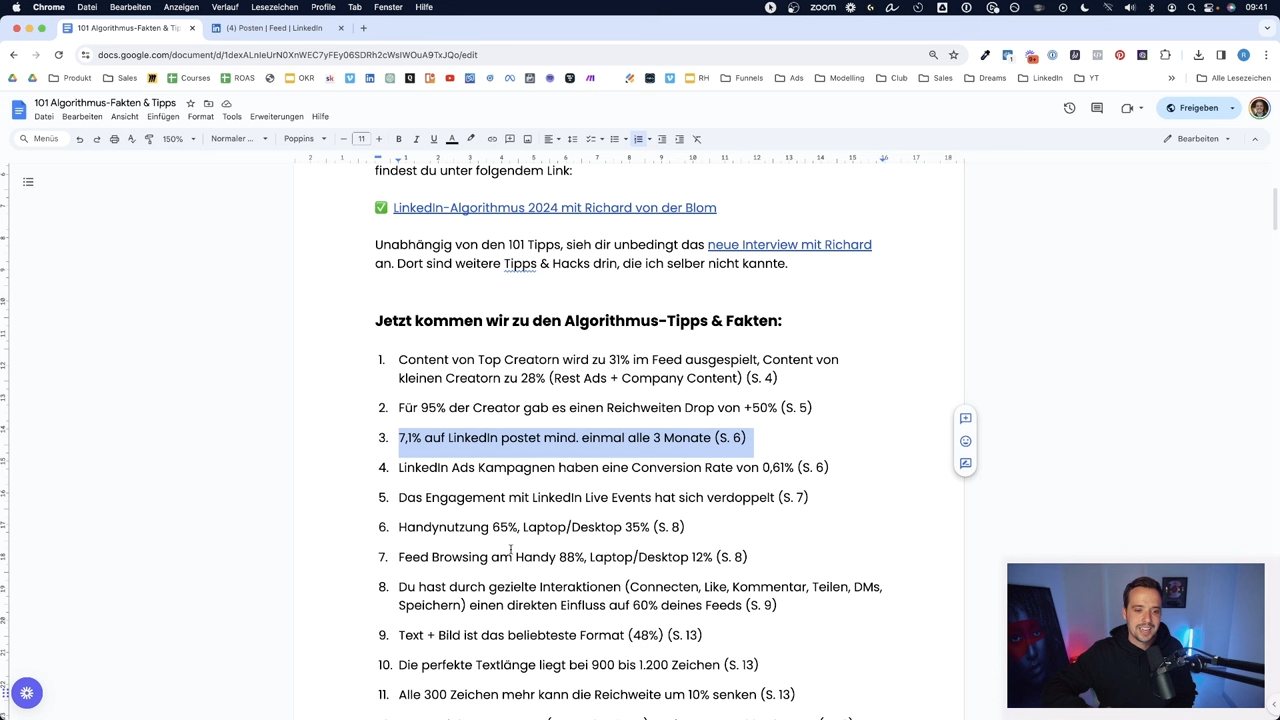 Chrome Datei Bearbeiten Anzeigen Verlauf Lesezeichen Profile Tab Fenster Hilfe zoom 09:41
101 Algorithmus-Fakten & Tip (4) Posten | Feed | LinkedIn
Produkt Sales Courses ROAS OKR RH Funnels Ads Modelling Club Sales Dreams LinkedIn YT Alle Lesezeichen
101 Algorithmus-Fakten & Tipps
Datei Bearbeiten Ansicht Einfügen Format Tools Erweiterungen Hilfe
Freigeben
Menüs 150% Normaler ... Poppins 11 Bearbeiten
findest du unter folgendem Link:
✅ LinkedIn-Algorithmus 2024 mit Richard von der Blom
Unabhängig von den 101 Tipps, sieh dir unbedingt das neue Interview mit Richard
an. Dort sind weitere Tipps & Hacks drin, die ich selber nicht kannte.
Jetzt kommen wir zu den Algorithmus-Tipps & Fakten:
1. Content von Top Creatorn wird zu 31% im Feed ausgespielt, Content von
kleinen Creatorn zu 28% (Rest Ads + Company Content) (S. 4)
2. Für 95% der Creator gab es einen Reichweiten Drop von +50% (S. 5)
3. 7,1% auf LinkedIn postet mind. einmal alle 3 Monate (S. 6)
4. LinkedIn Ads Kampagnen haben eine Conversion Rate von 0,61% (S. 6)
5. Das Engagement mit LinkedIn Live Events hat sich verdoppelt (S. 7)
6. Handynutzung 65%, Laptop/Desktop 35% (S. 8)
7. Feed Browsing am Handy 88%, Laptop/Desktop 12% (S. 8)
8. Du hast durch gezielte Interaktionen (Connecten, Like, Kommentar, Teilen, DMs,
Speichern) einen direkten Einfluss auf 60% deines Feeds (S. 9)
9. Text + Bild ist das beliebteste Format (48%) (S. 13)
10. Die perfekte Textlänge liegt bei 900 bis 1.200 Zeichen (S. 13)
11. Alle 300 Zeichen mehr kann die Reichweite um 10% senken (S. 13)